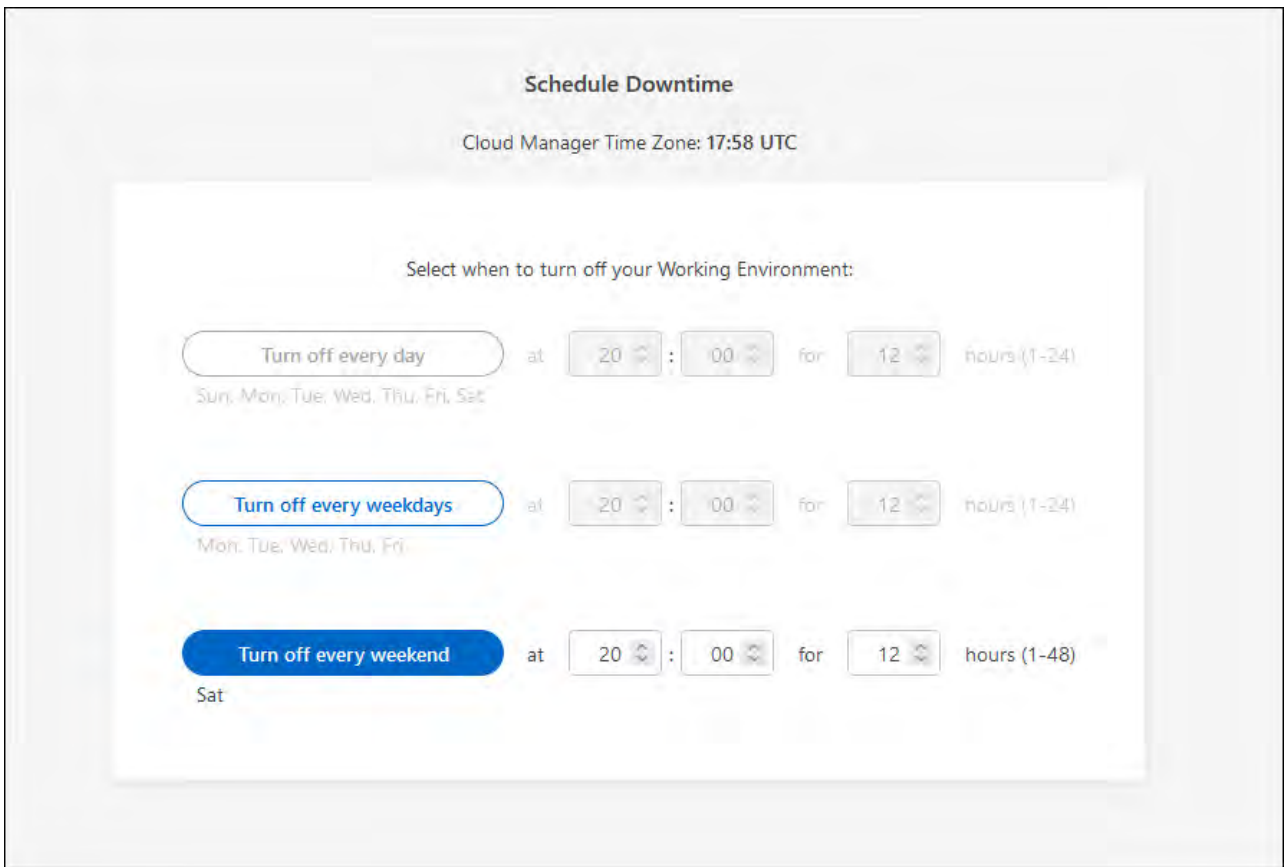 Schedule Downtime
Cloud Manager Time Zone: 17:58 UTC
Select when to turn off your Working Environment:
Turn off every day at 20 : 00 for 12 hours (1-24)
Sun, Mon, Tue, Wed, Thu, Fri, Sat
Turn off every weekdays at 20 : 00 for 12 hours (1-24)
Mon, Tue, Wed, Thu, Fri
Turn off every weekend at 20 : 00 for 12 hours (1-48)
Sat